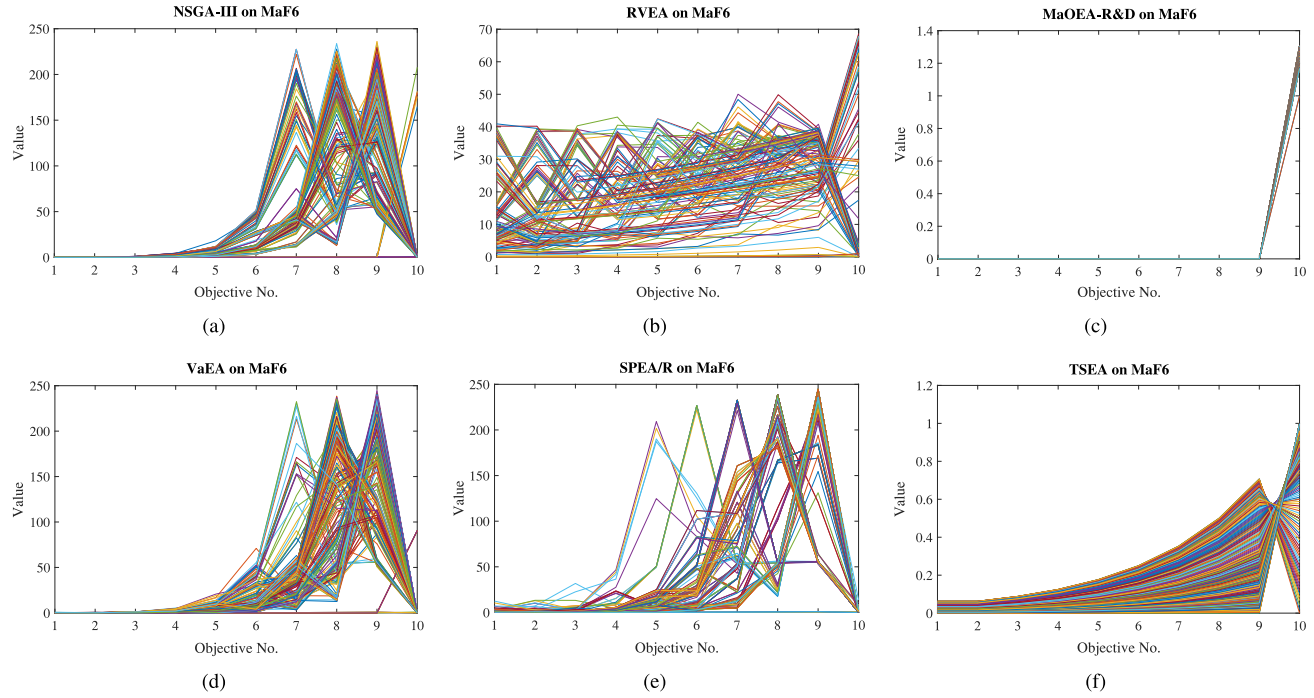 NSGA-III on MaF6
250
200
150
100
50
0
Value
1 2 3 4 5 6 7 8 9 10
Objective No.
(a)
RVEA on MaF6
70
60
50
40
30
20
10
0
Value
1 2 3 4 5 6 7 8 9 10
Objective No.
(b)
MaOEA-R&D on MaF6
1.4
1.2
1
0.8
0.6
0.4
0.2
0
Value
1 2 3 4 5 6 7 8 9 10
Objective No.
(c)
VaEA on MaF6
250
200
150
100
50
0
Value
1 2 3 4 5 6 7 8 9 10
Objective No.
(d)
SPEA/R on MaF6
250
200
150
100
50
0
Value
1 2 3 4 5 6 7 8 9 10
Objective No.
(e)
TSEA on MaF6
1.2
1
0.8
0.6
0.4
0.2
0
Value
1 2 3 4 5 6 7 8 9 10
Objective No.
(f)